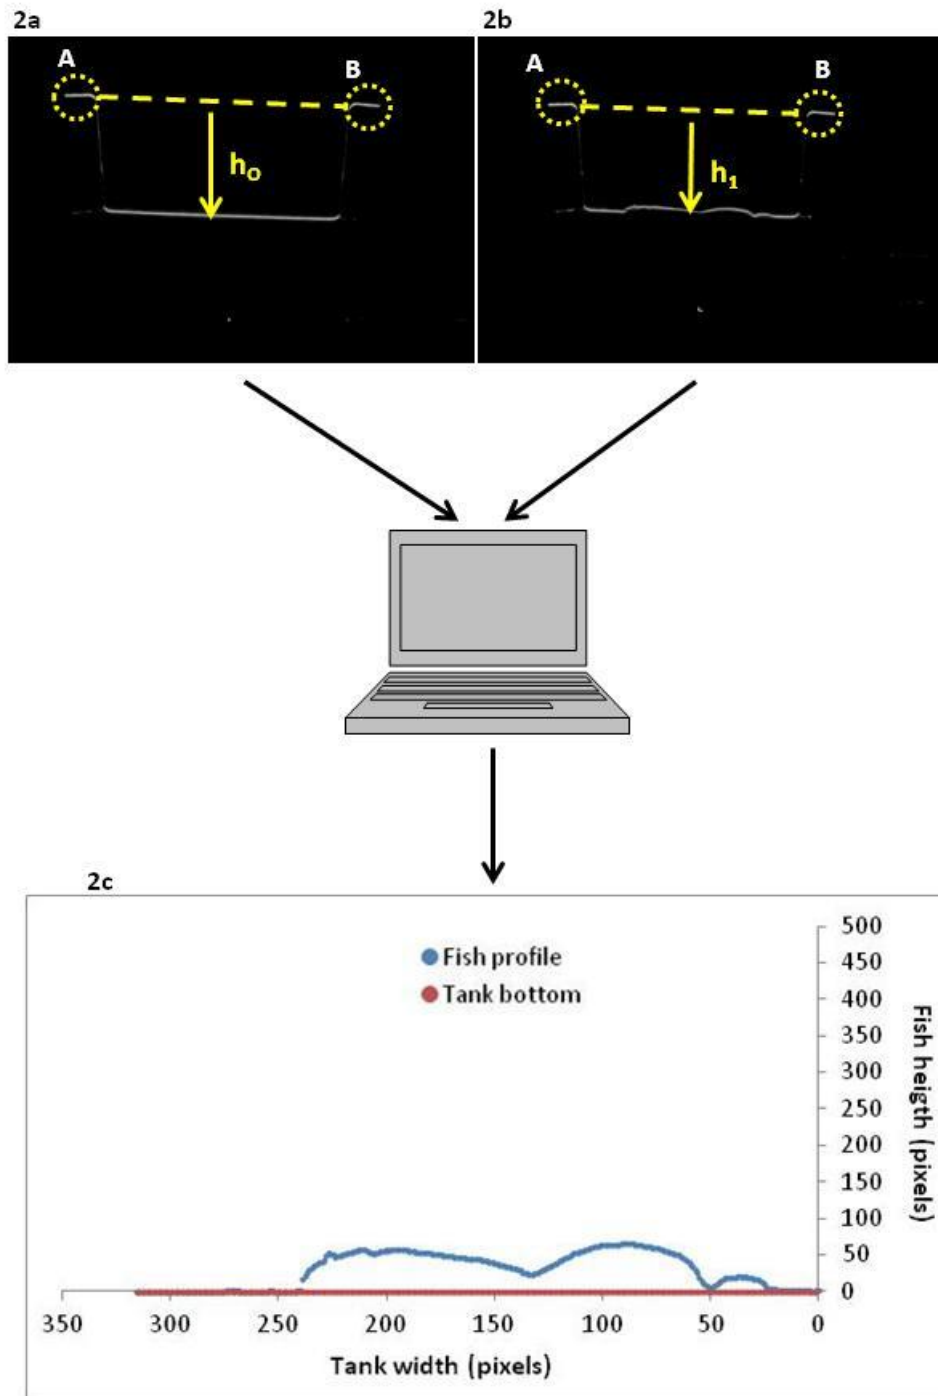 2a
2b
A
B
A
B
h₀
h₁
2c
Fish profile
Tank bottom
500
450
400
350
300
250
200
150
100
50
0
Fish heigth (pixels)
350 300 250 200 150 100 50 0
Tank width (pixels)